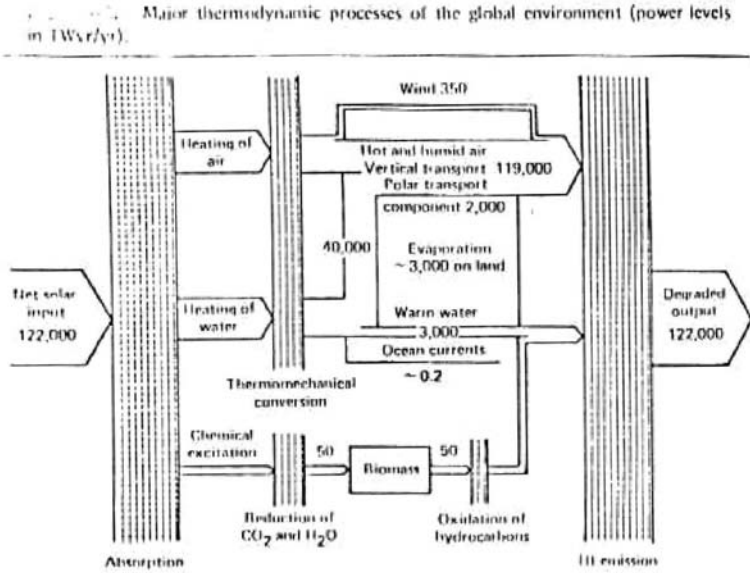 Major thermodynamic processes of the global environment (power levels
in TWyr/yr).
Wind 350
Heating of
air
Hot and humid air
Vertical transport 119,000
Polar transport
component 2,000
40,000
Evaporation
~ 3,000 on land
Net solar
input
122,000
Heating of
water
Warm water
3,000
Ocean currents
~ 0.2
Degraded
output
122,000
Thermomechanical
conversion
Chemical
excitation
50
Biomass
50
Reduction of
CO2 and H2O
Oxidation of
hydrocarbons
Absorption
emission